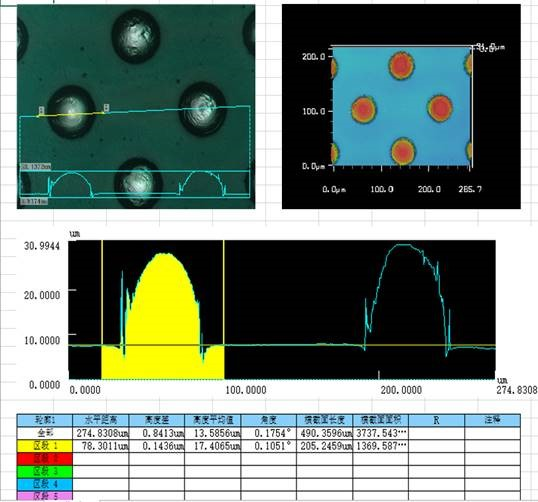 200.0
100.0
0.0μm
0.0μm 100.0 200.0 285.7
um
30.9944
20.0000
10.0000
0.0000
0.0000 100.0000 200.0000 um 274.8308
轮廓1 水平距离 高度差 高度平均值 角度 横截面长度 横截面面积 R 注释
全部 274.8308um 0.8413um 13.5856um 0.1754° 490.3596um 3737.543…
区段 1 78.3011um 0.1436um 17.4065um 0.1051° 205.2459um 1369.587…
区段 2
区段 3
区段 4
区段 5